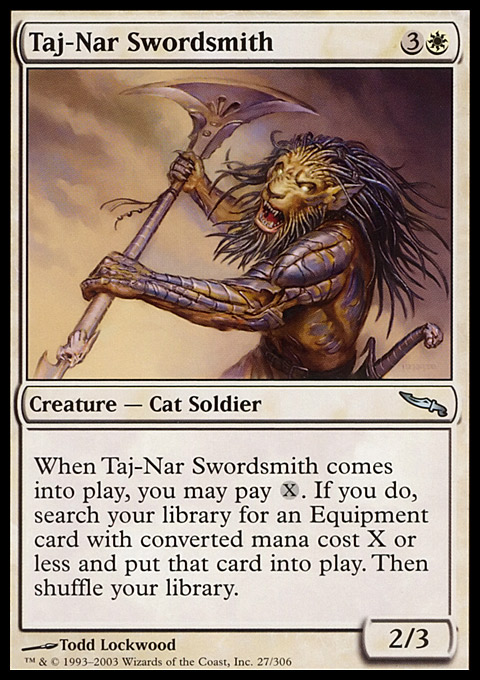 Taj-Nar Swordsmith 3
Creature — Cat Soldier
When Taj-Nar Swordsmith comes
into play, you may pay X. If you do,
search your library for an Equipment
card with converted mana cost X or
less and put that card into play. Then
shuffle your library.
Todd Lockwood
2/3
™ & © 1993–2003 Wizards of the Coast, Inc. 27/306